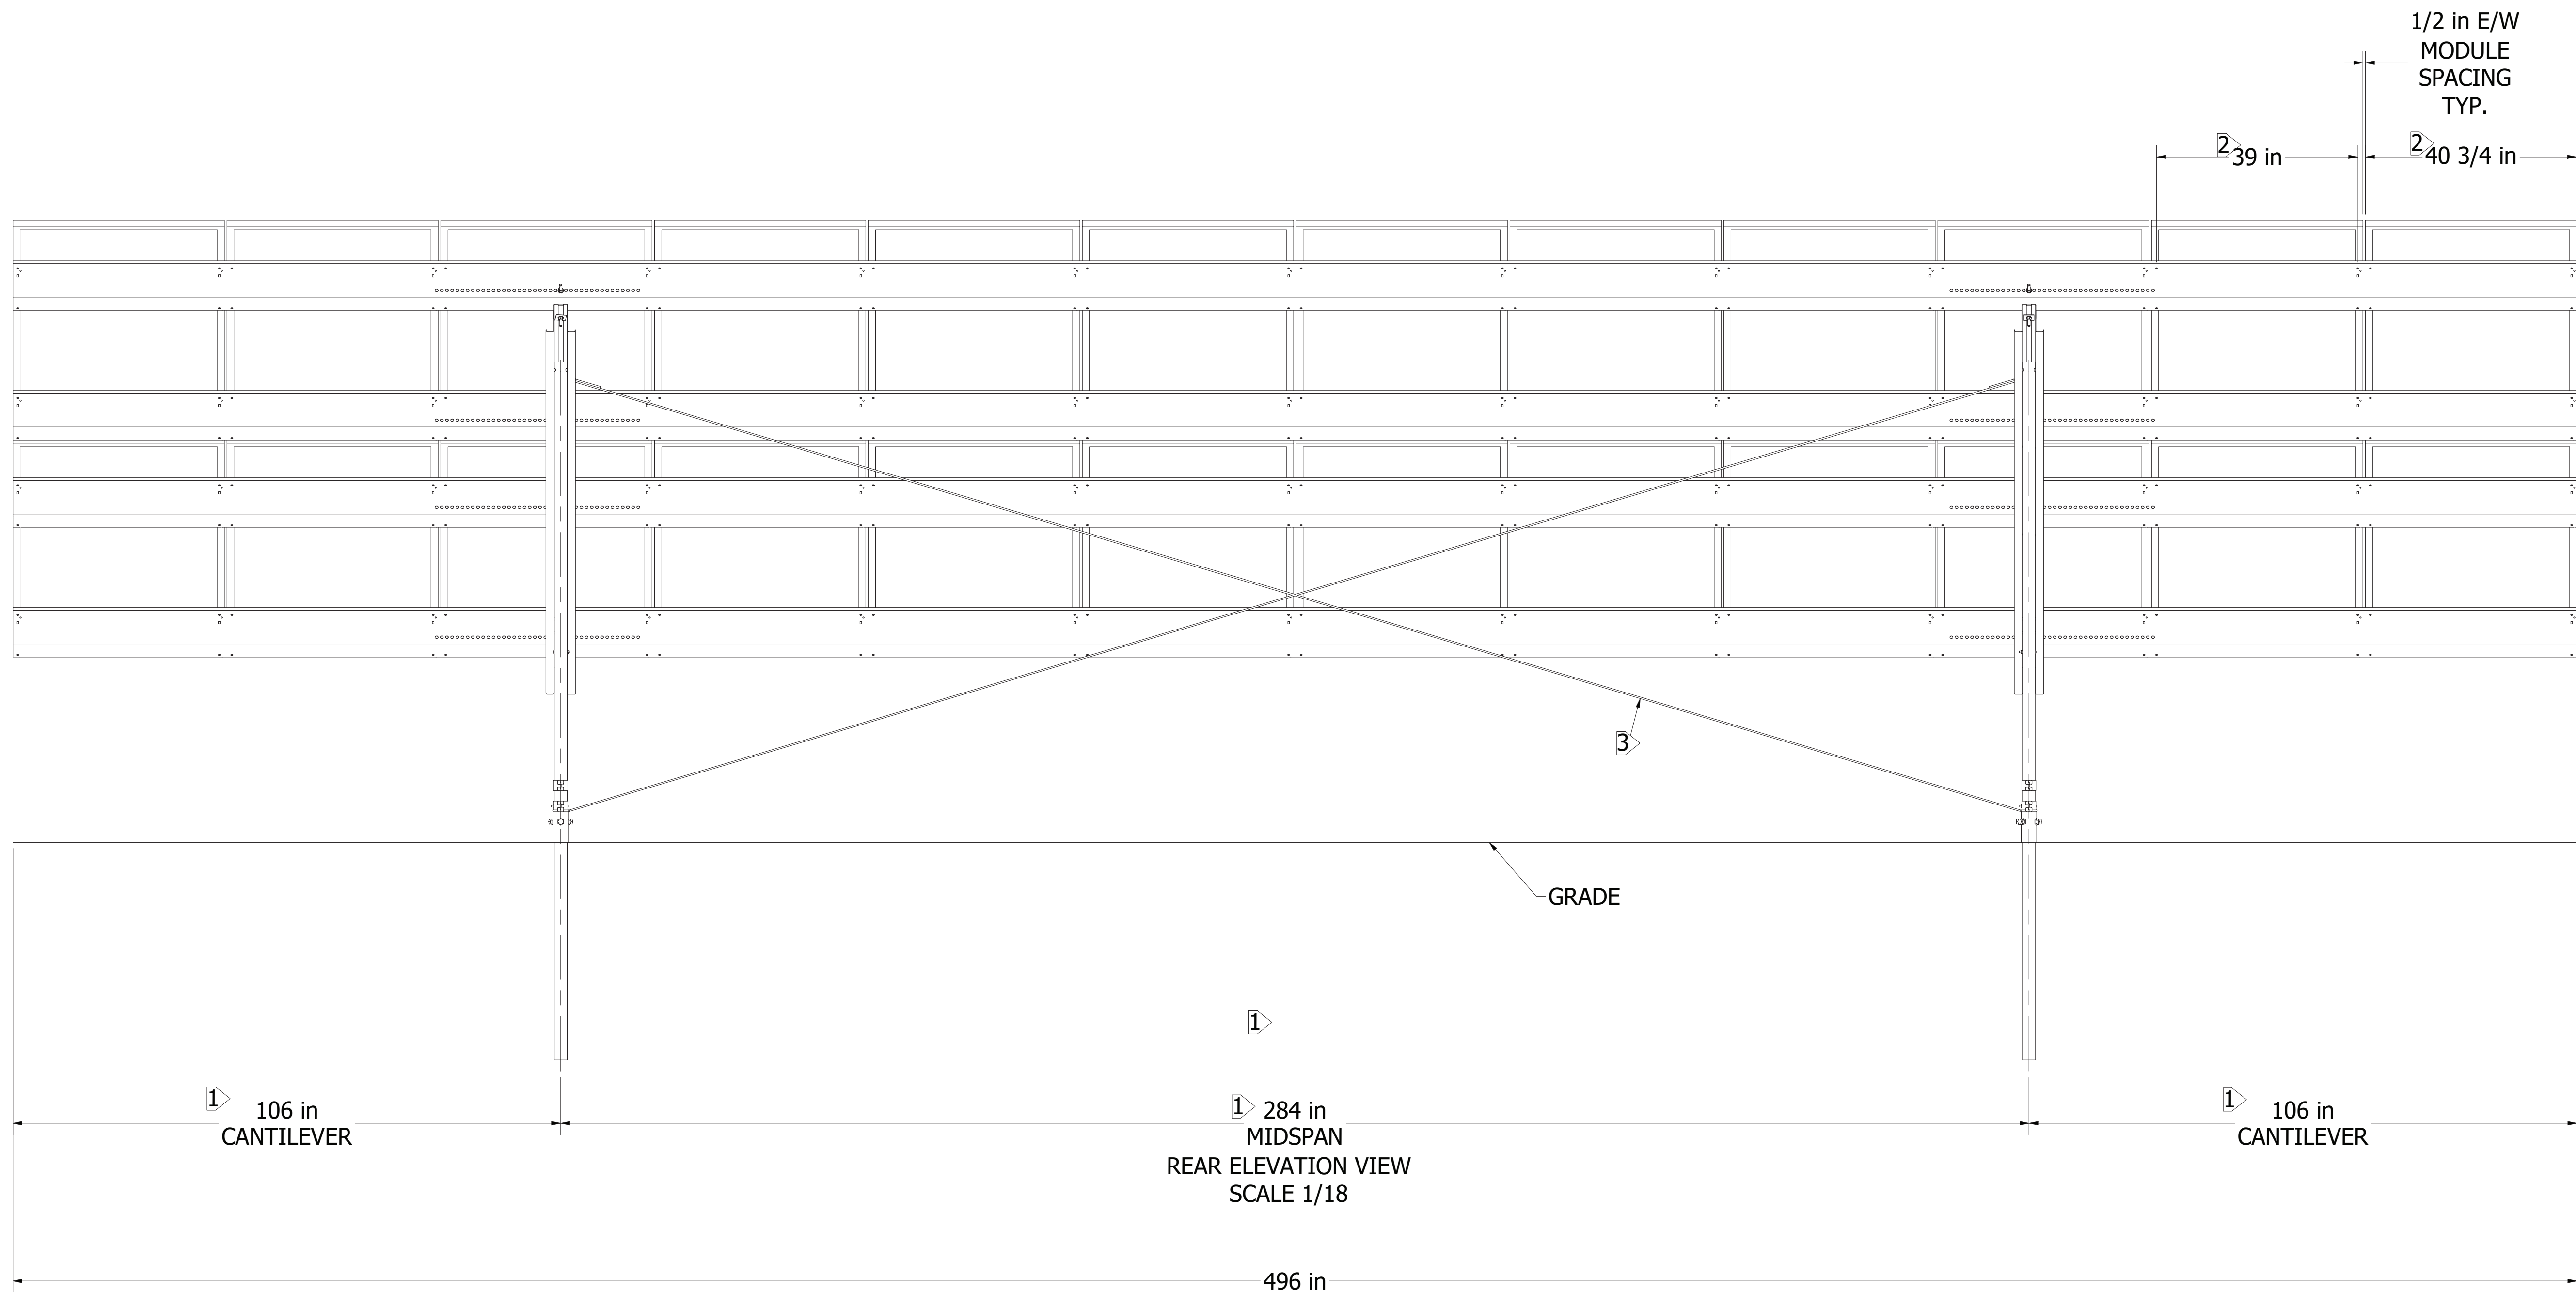 1/2 in E/W
MODULE
SPACING
TYP.
2
39 in
2
40 3/4 in
3
GRADE
1
1
106 in
CANTILEVER
1
284 in
MIDSPAN
1
106 in
CANTILEVER
REAR ELEVATION VIEW
SCALE 1/18
496 in